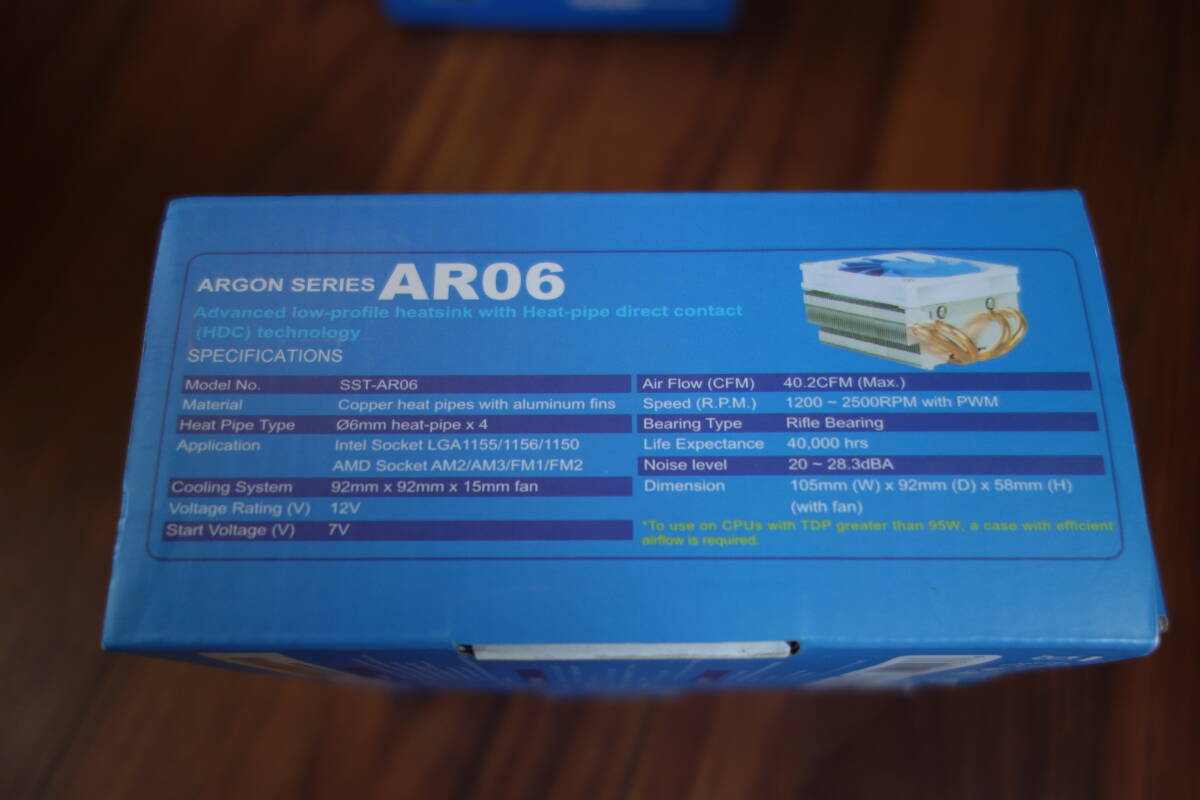 ARGON SERIES AR06
Advanced low-profile heatsink with Heat-pipe direct contact
(HDC) technology
SPECIFICATIONS
Model No. SST-AR06
Material Copper heat pipes with aluminum fins
Heat Pipe Type Ø6mm heat-pipe x 4
Application Intel Socket LGA1155/1156/1150
AMD Socket AM2/AM3/FM1/FM2
Cooling System 92mm x 92mm x 15mm fan
Voltage Rating (V) 12V
Start Voltage (V) 7V
Air Flow (CFM) 40.2CFM (Max.)
Speed (R.P.M.) 1200 ~ 2500RPM with PWM
Bearing Type Rifle Bearing
Life Expectance 40,000 hrs
Noise level 20 ~ 28.3dBA
Dimension 105mm (W) x 92mm (D) x 58mm (H)
(with fan)
*To use on CPUs with TDP greater than 95W, a case with efficient
airflow is required.